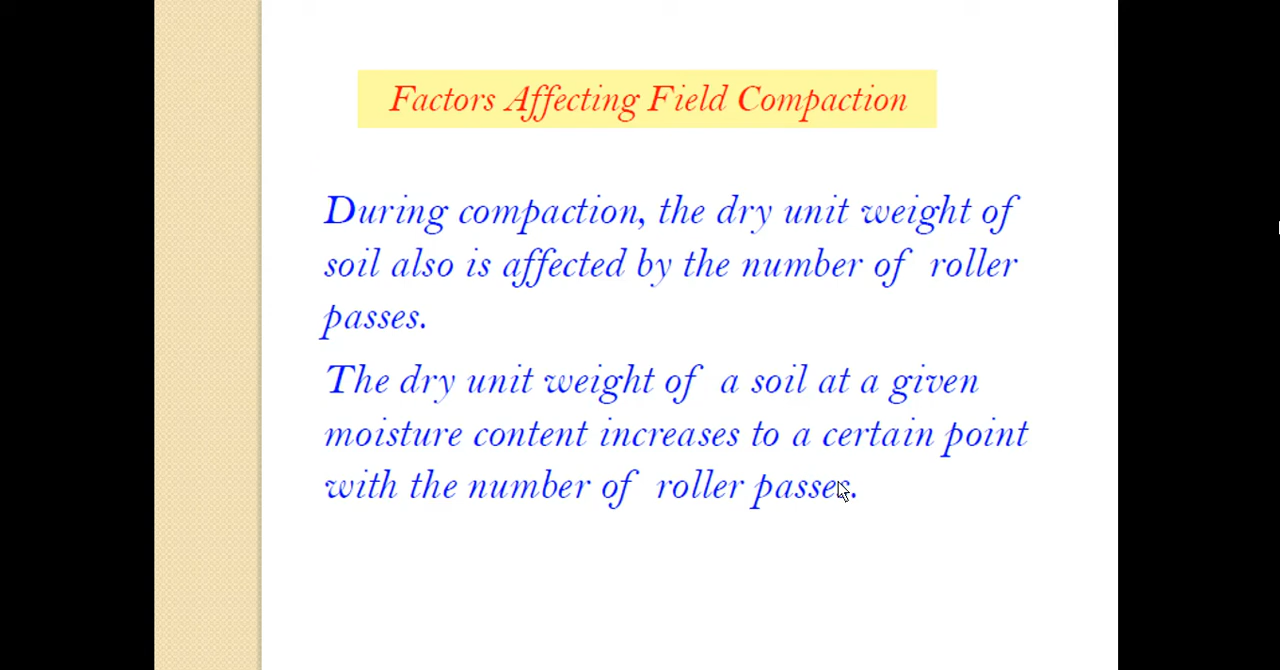 Factors Affecting Field Compaction
During compaction, the dry unit weight of
soil also is affected by the number of roller
passes.
The dry unit weight of a soil at a given
moisture content increases to a certain point
with the number of roller passes.